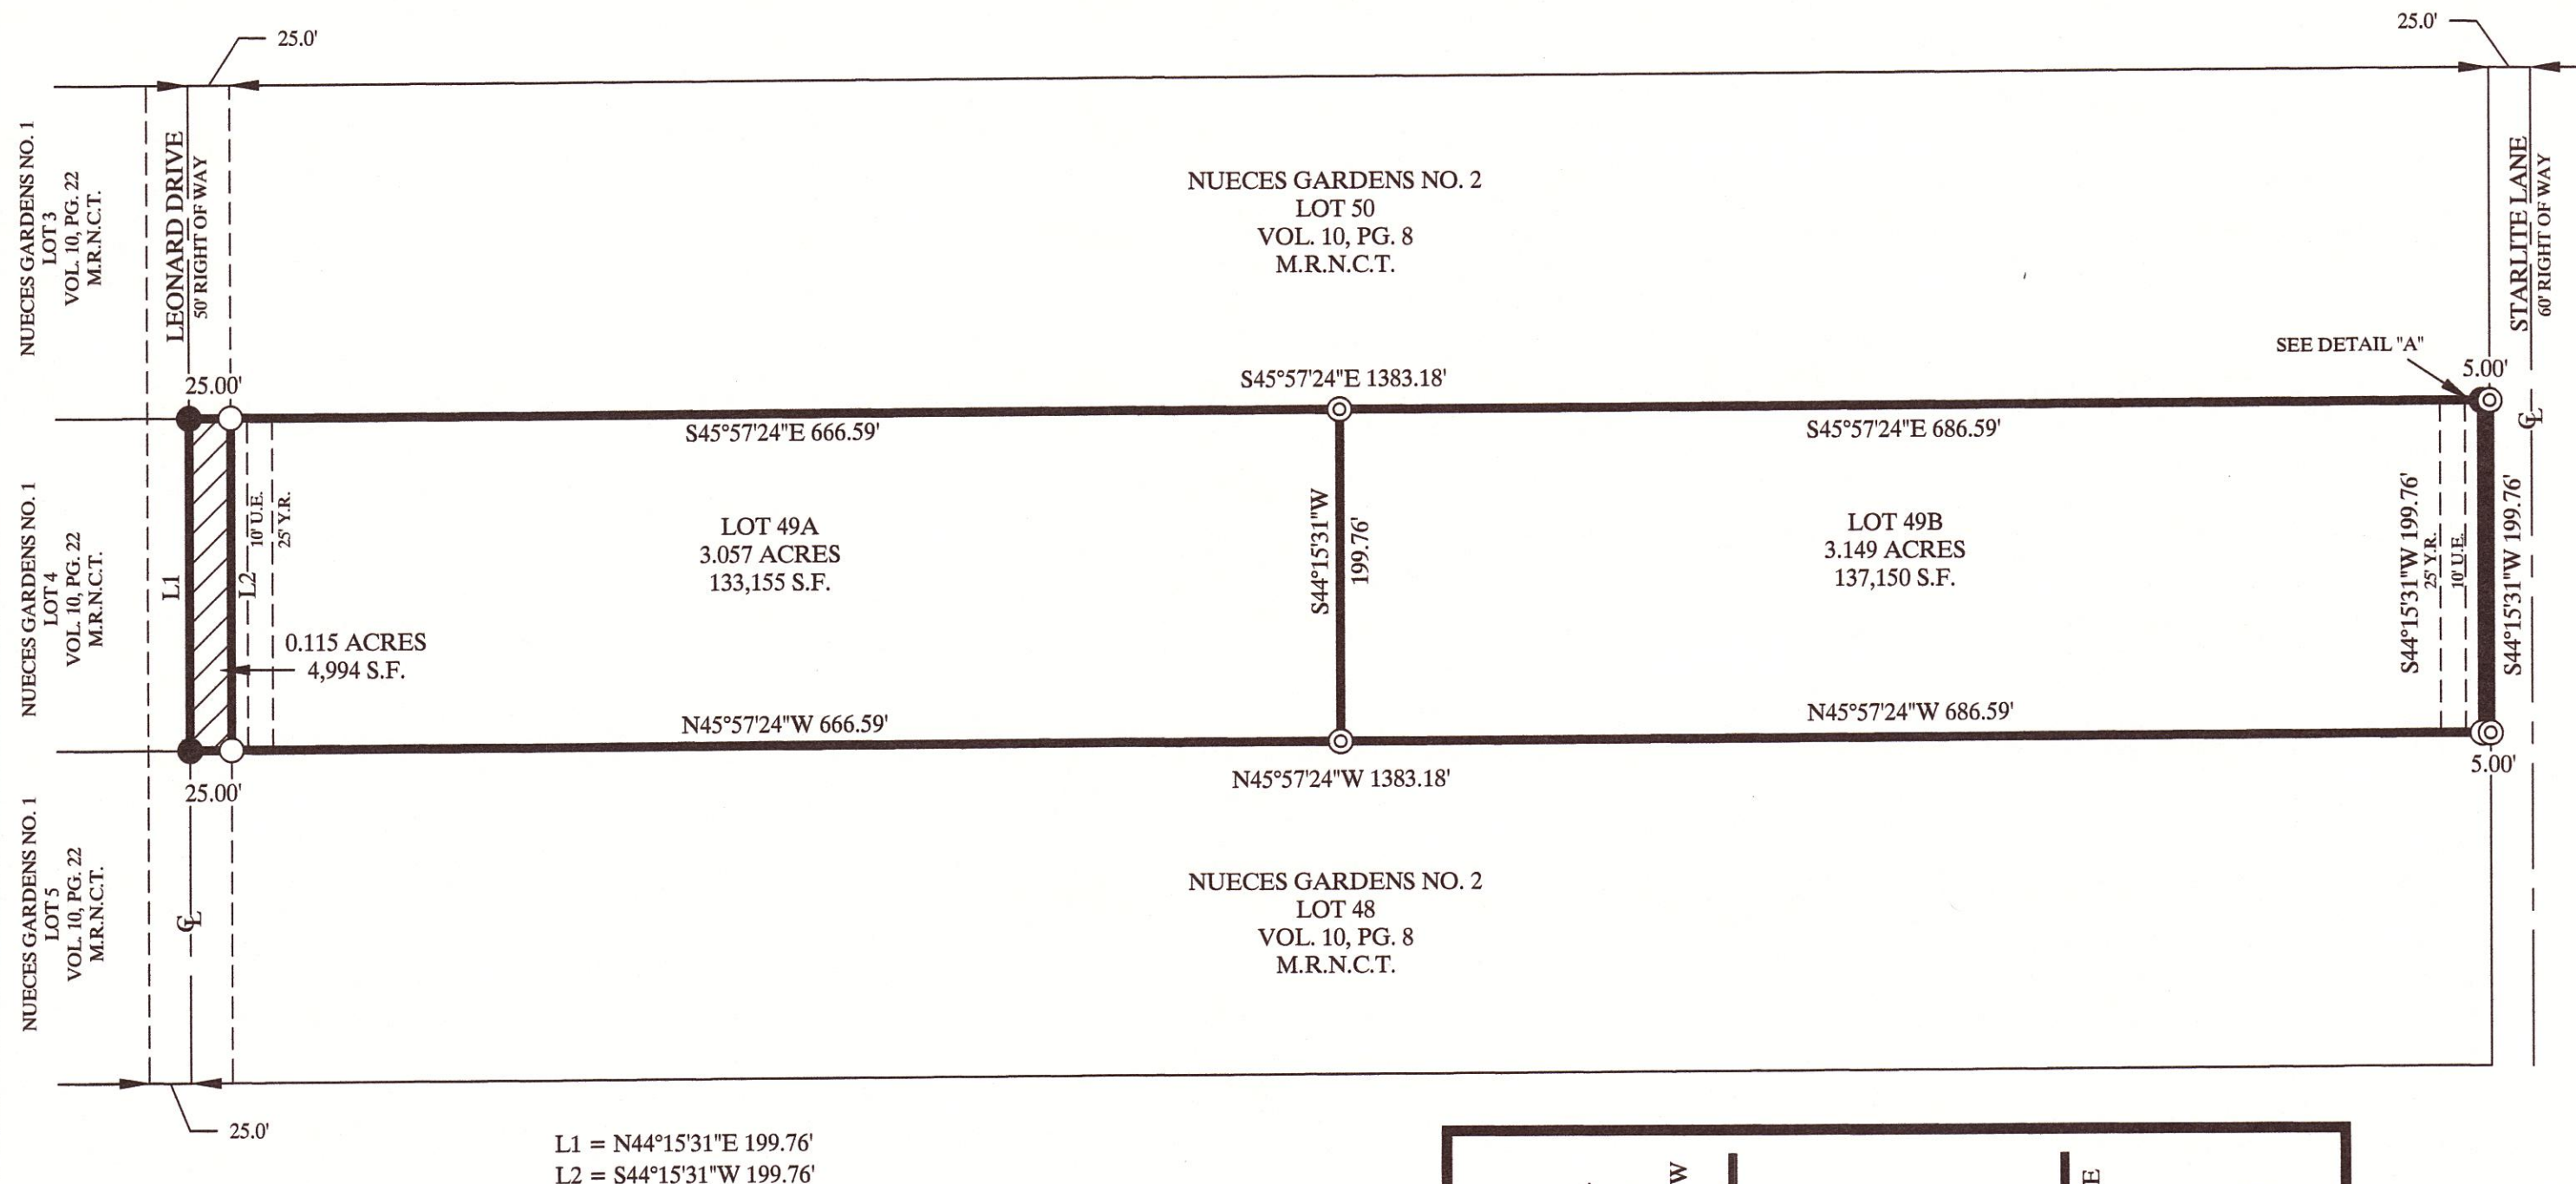 25.0'
25.0'
NUECES GARDENS NO. 1
LOT 3
VOL. 10, PG. 22
M.R.N.C.T.
LEONARD DRIVE
50' RIGHT OF WAY
NUECES GARDENS NO. 2
LOT 50
VOL. 10, PG. 8
M.R.N.C.T.
STARLITE LANE
60' RIGHT OF WAY
SEE DETAIL "A"
5.00'
25.00'
S45°57'24"E 1383.18'
S45°57'24"E 666.59'
S45°57'24"E 686.59'
℄
NUECES GARDENS NO. 1
LOT 4
VOL. 10, PG. 22
M.R.N.C.T.
L1
L2
10' U.E.
25' Y.R.
LOT 49A
3.057 ACRES
133,155 S.F.
S44°15'31"W
199.76'
LOT 49B
3.149 ACRES
137,150 S.F.
S44°15'31"W 199.76'
25' Y.R.
10' U.E.
S44°15'31"W 199.76'
0.115 ACRES
4,994 S.F.
N45°57'24"W 666.59'
N45°57'24"W 686.59'
25.00'
N45°57'24"W 1383.18'
5.00'
NUECES GARDENS NO. 1
LOT 5
VOL. 10, PG. 22
M.R.N.C.T.
℄
NUECES GARDENS NO. 2
LOT 48
VOL. 10, PG. 8
M.R.N.C.T.
25.0'
L1 = N44°15'31"E 199.76'
L2 = S44°15'31"W 199.76'
W
E